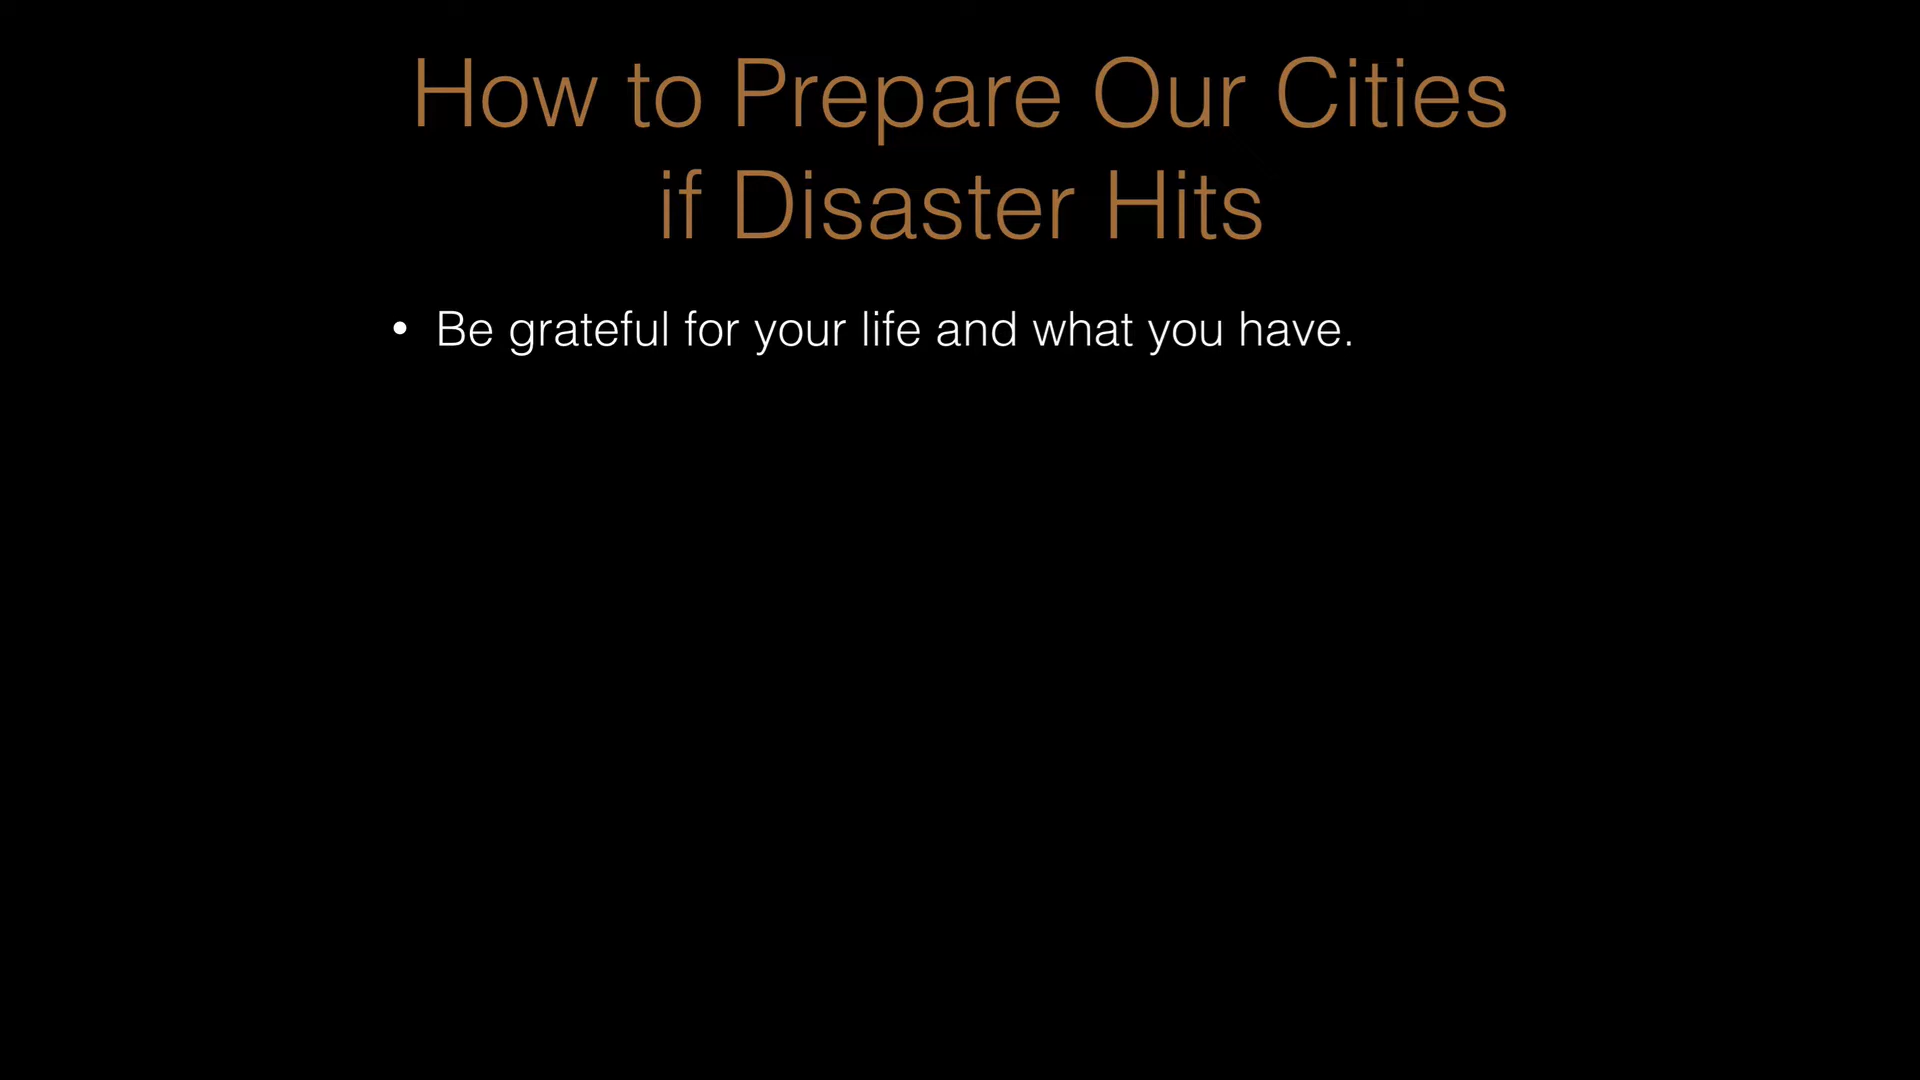 How to Prepare Our Cities
if Disaster Hits
• Be grateful for your life and what you have.